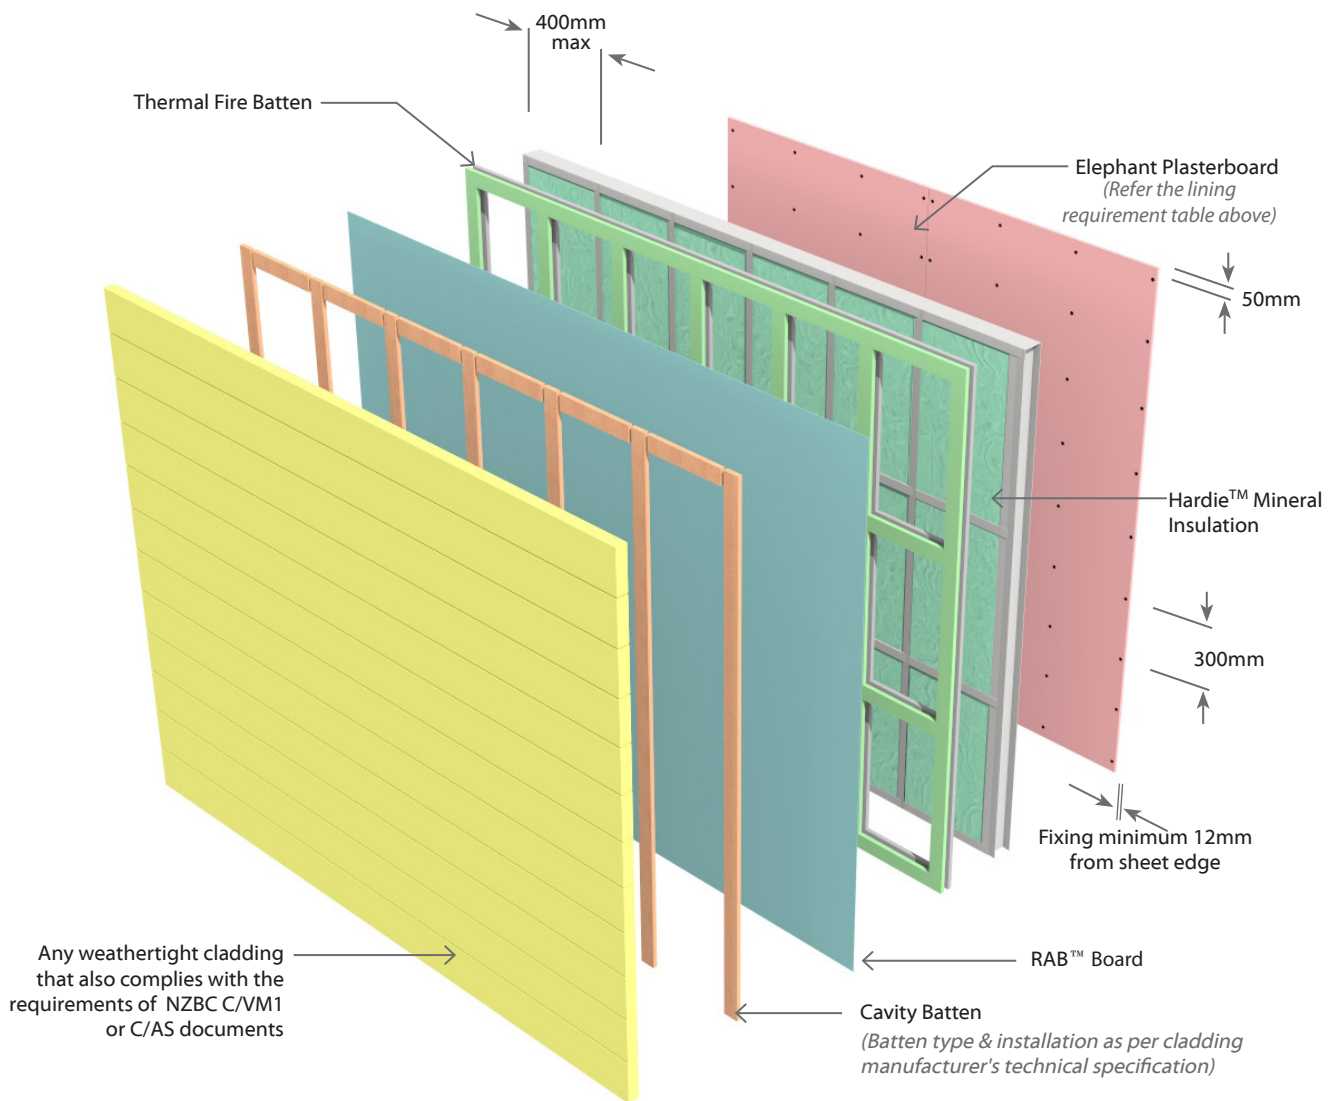 400mm
max
Thermal Fire Batten
Elephant Plasterboard
(Refer the lining
requirement table above)
50mm
Hardie™ Mineral
Insulation
300mm
Fixing minimum 12mm
from sheet edge
Any weathertight cladding
that also complies with the
requirements of NZBC C/VM1
or C/AS documents
RAB™ Board
Cavity Batten
(Batten type & installation as per cladding
manufacturer's technical specification)